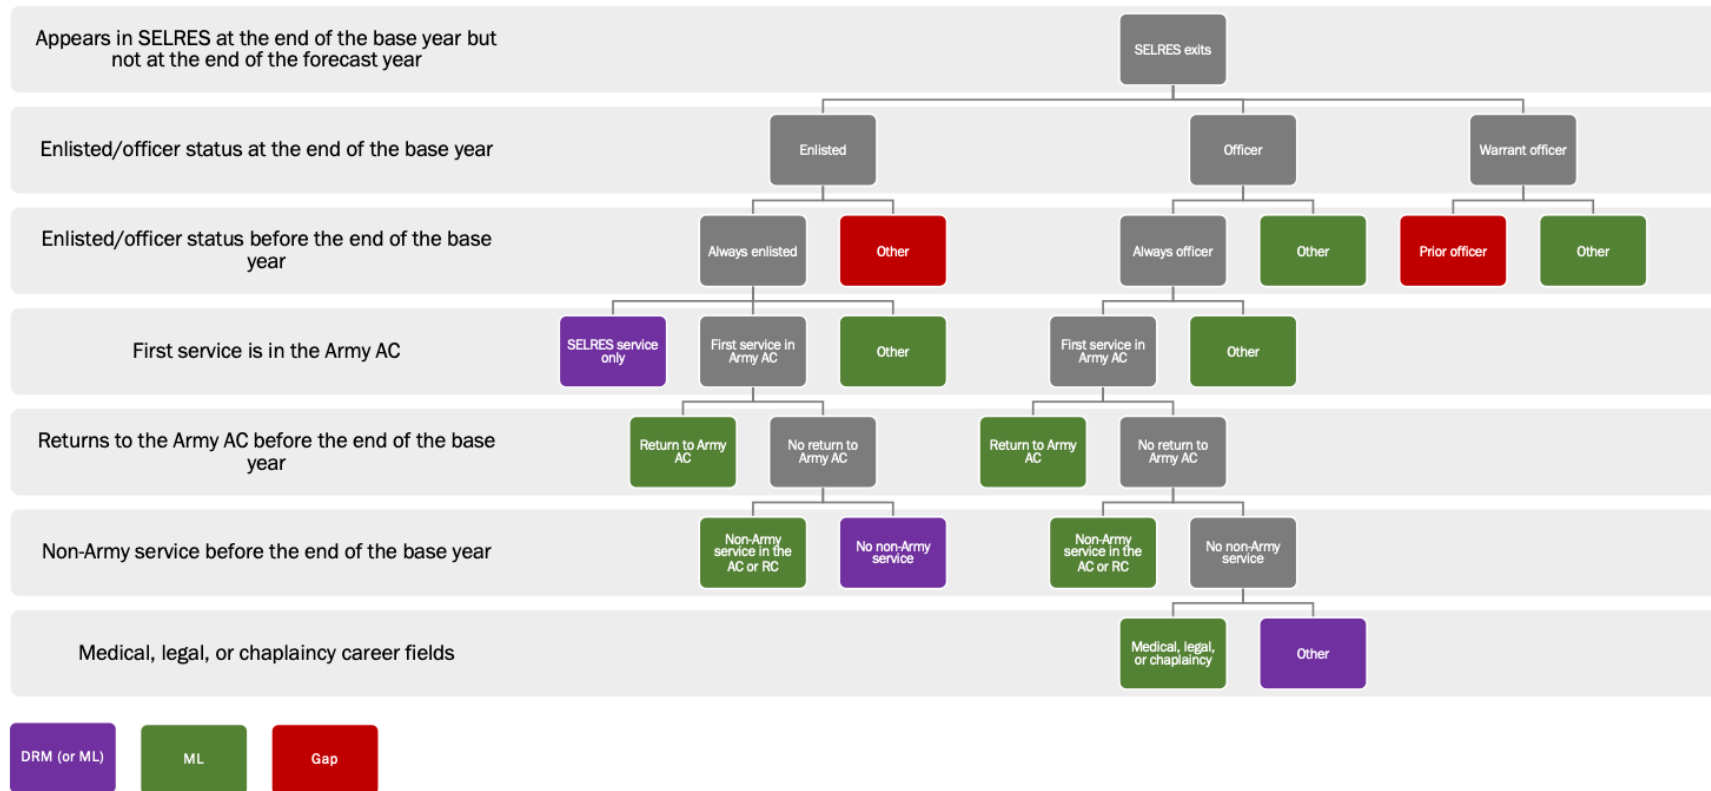 Appears in SELRES at the end of the base year but
not at the end of the forecast year
SELRES exits
Enlisted/officer status at the end of the base year
Enlisted
Officer
Warrant officer
Enlisted/officer status before the end of the base
year
Always enlisted
Other
Always officer
Other
Prior officer
Other
First service is in the Army AC
SELRES service
only
First service in
Army AC
Other
First service in
Army AC
Other
Returns to the Army AC before the end of the base
year
Return to Army
AC
No return to
Army AC
Return to Army
AC
No return to
Army AC
Non-Army service before the end of the base year
Non-Army
service in the
AC or RC
No non-Army
service
Non-Army
service in the
AC or RC
No non-Army
service
Medical, legal, or chaplaincy career fields
Medical, legal,
or chaplaincy
Other
DRM (or ML)
ML
Gap